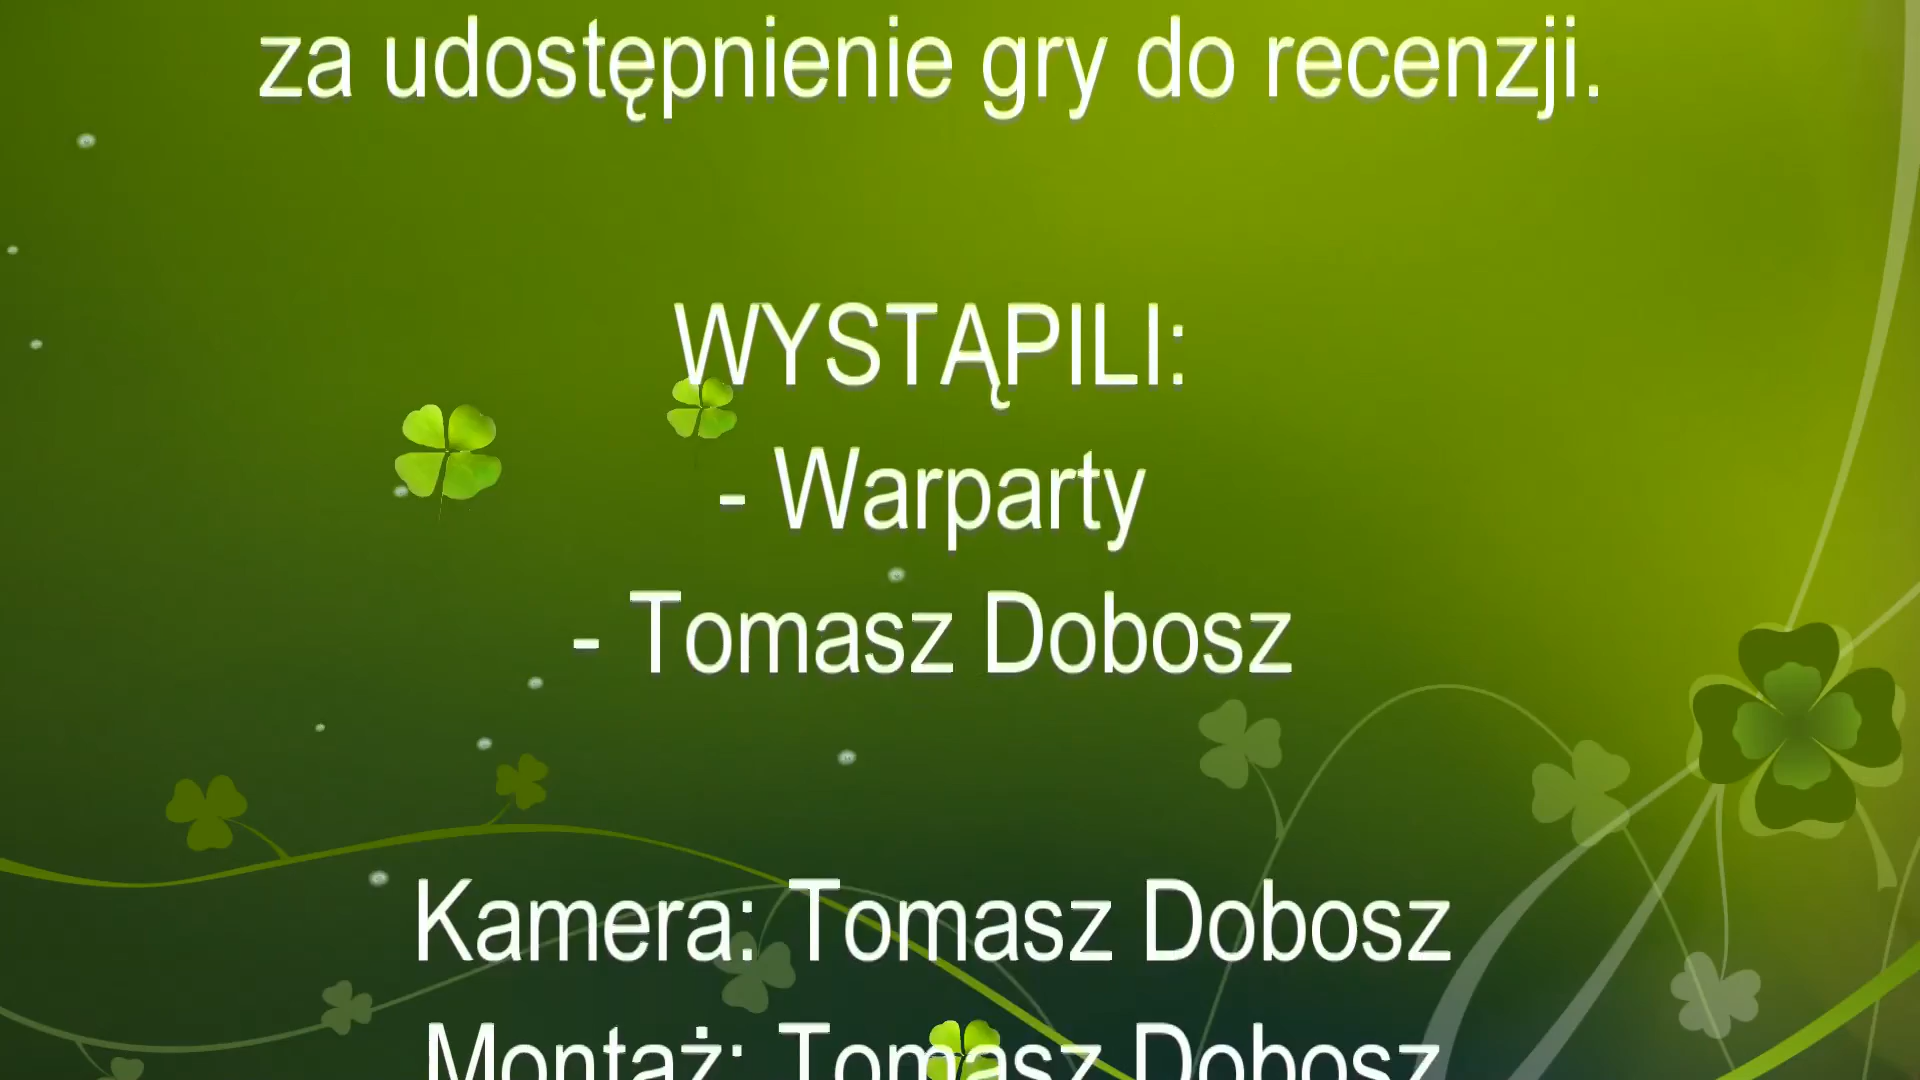 za udostępnienie gry do recenzji.
WYSTĄPILI:
- Warparty
- Tomasz Dobosz
Kamera: Tomasz Dobosz
Montaż: Tomasz Dobosz